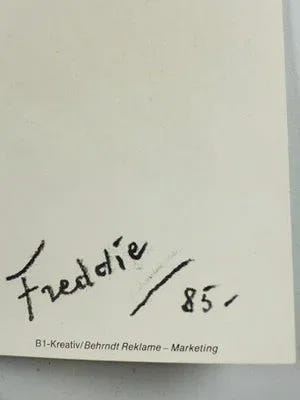 Freddie / 85-
B1-Kreativ/Behrndt Reklame – Marketing